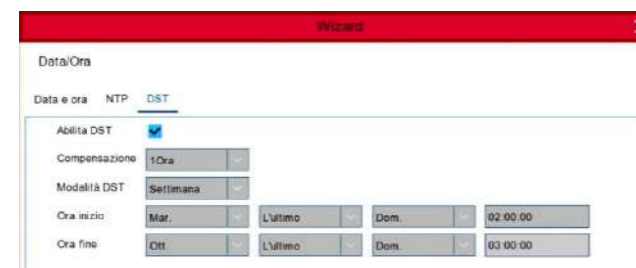 Wizard
Data/Ora
Data e ora NTP DST
Abilita DST
Compensazione 1Ora
Modalità DST Settimana
Ora inizio Mar. L'ultimo Dom. 02:00:00
Ora fine Ott. L'ultimo Dom. 03:00:00